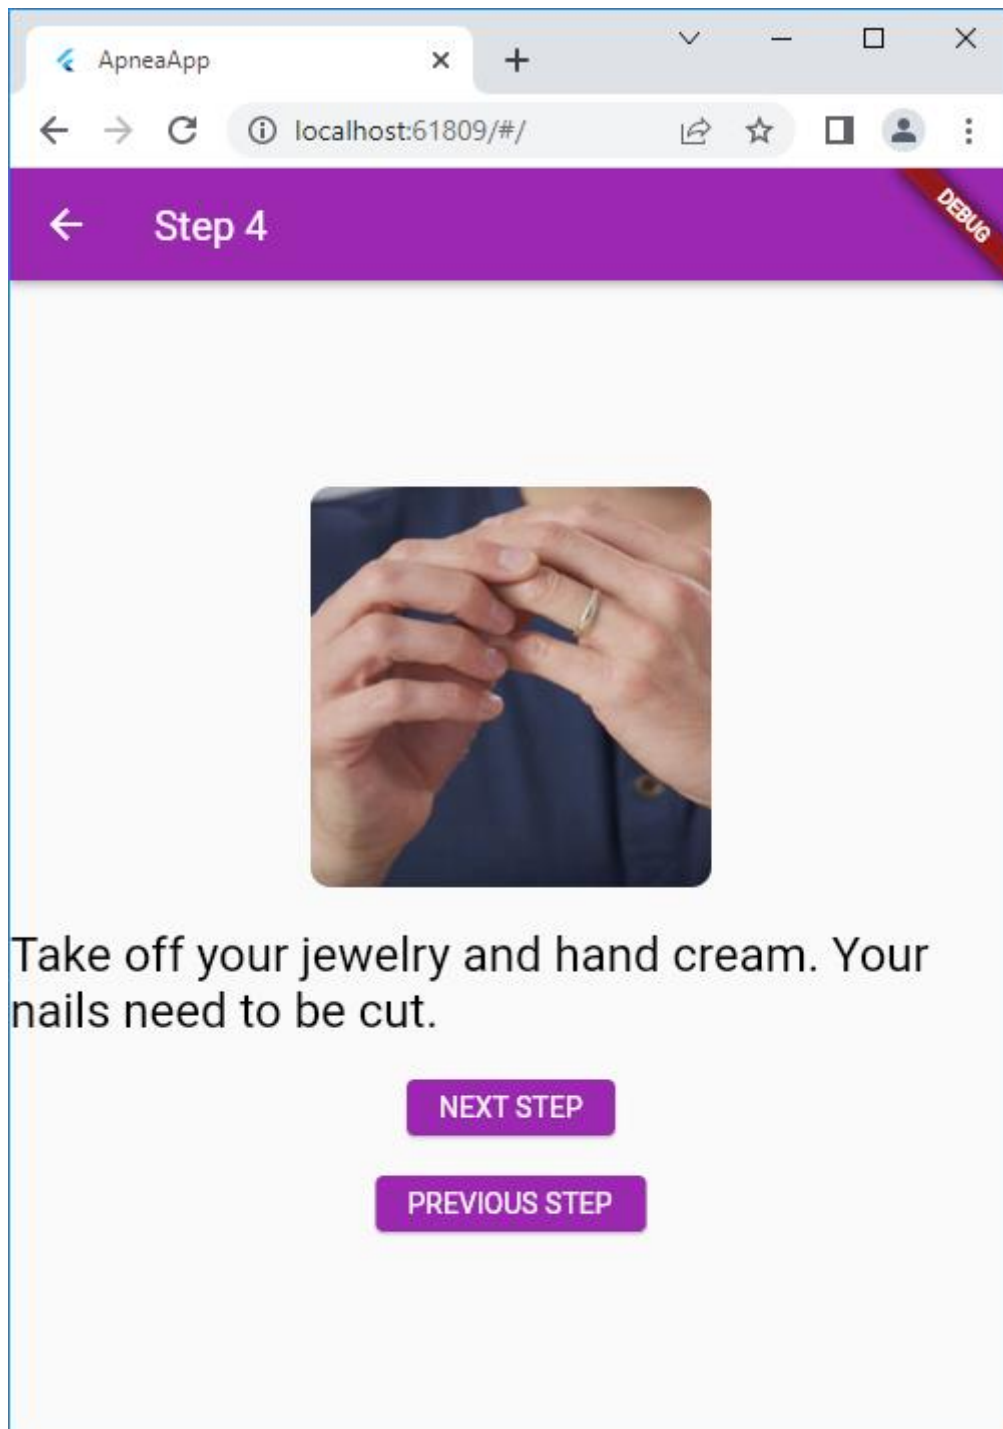 ApneaApp
localhost:61809/#/
Step 4
DEBUG
Take off your jewelry and hand cream. Your
nails need to be cut.
NEXT STEP
PREVIOUS STEP